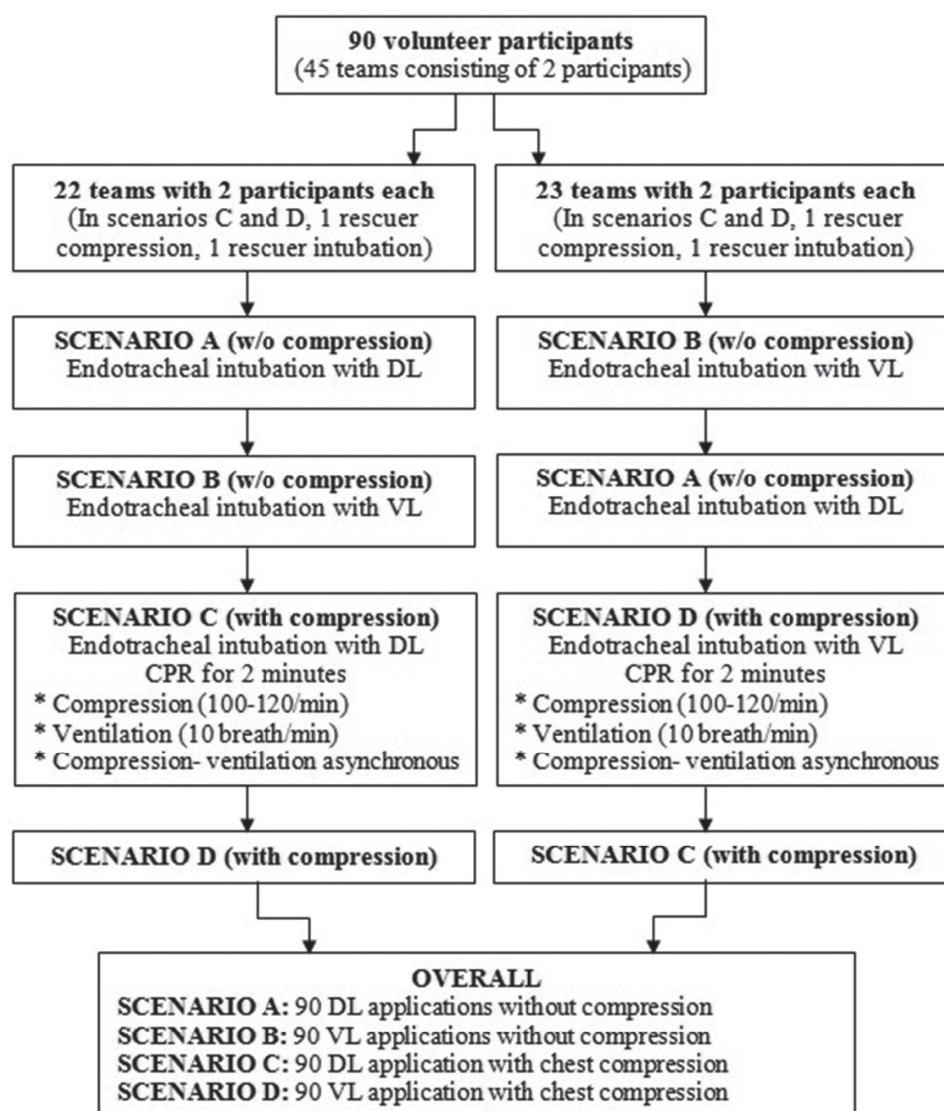 90 volunteer participants
(45 teams consisting of 2 participants)
22 teams with 2 participants each
(In scenarios C and D, 1 rescuer
compression, 1 rescuer intubation)
23 teams with 2 participants each
(In scenarios C and D, 1 rescuer
compression, 1 rescuer intubation)
SCENARIO A (w/o compression)
Endotracheal intubation with DL
SCENARIO B (w/o compression)
Endotracheal intubation with VL
SCENARIO B (w/o compression)
Endotracheal intubation with VL
SCENARIO A (w/o compression)
Endotracheal intubation with DL
SCENARIO C (with compression)
Endotracheal intubation with DL
CPR for 2 minutes
* Compression (100-120/min)
* Ventilation (10 breath/min)
* Compression- ventilation asynchronous
SCENARIO D (with compression)
Endotracheal intubation with VL
CPR for 2 minutes
* Compression (100-120/min)
* Ventilation (10 breath/min)
* Compression- ventilation asynchronous
SCENARIO D (with compression)
SCENARIO C (with compression)
OVERALL
SCENARIO A: 90 DL applications without compression
SCENARIO B: 90 VL applications without compression
SCENARIO C: 90 DL application with chest compression
SCENARIO D: 90 VL application with chest compression